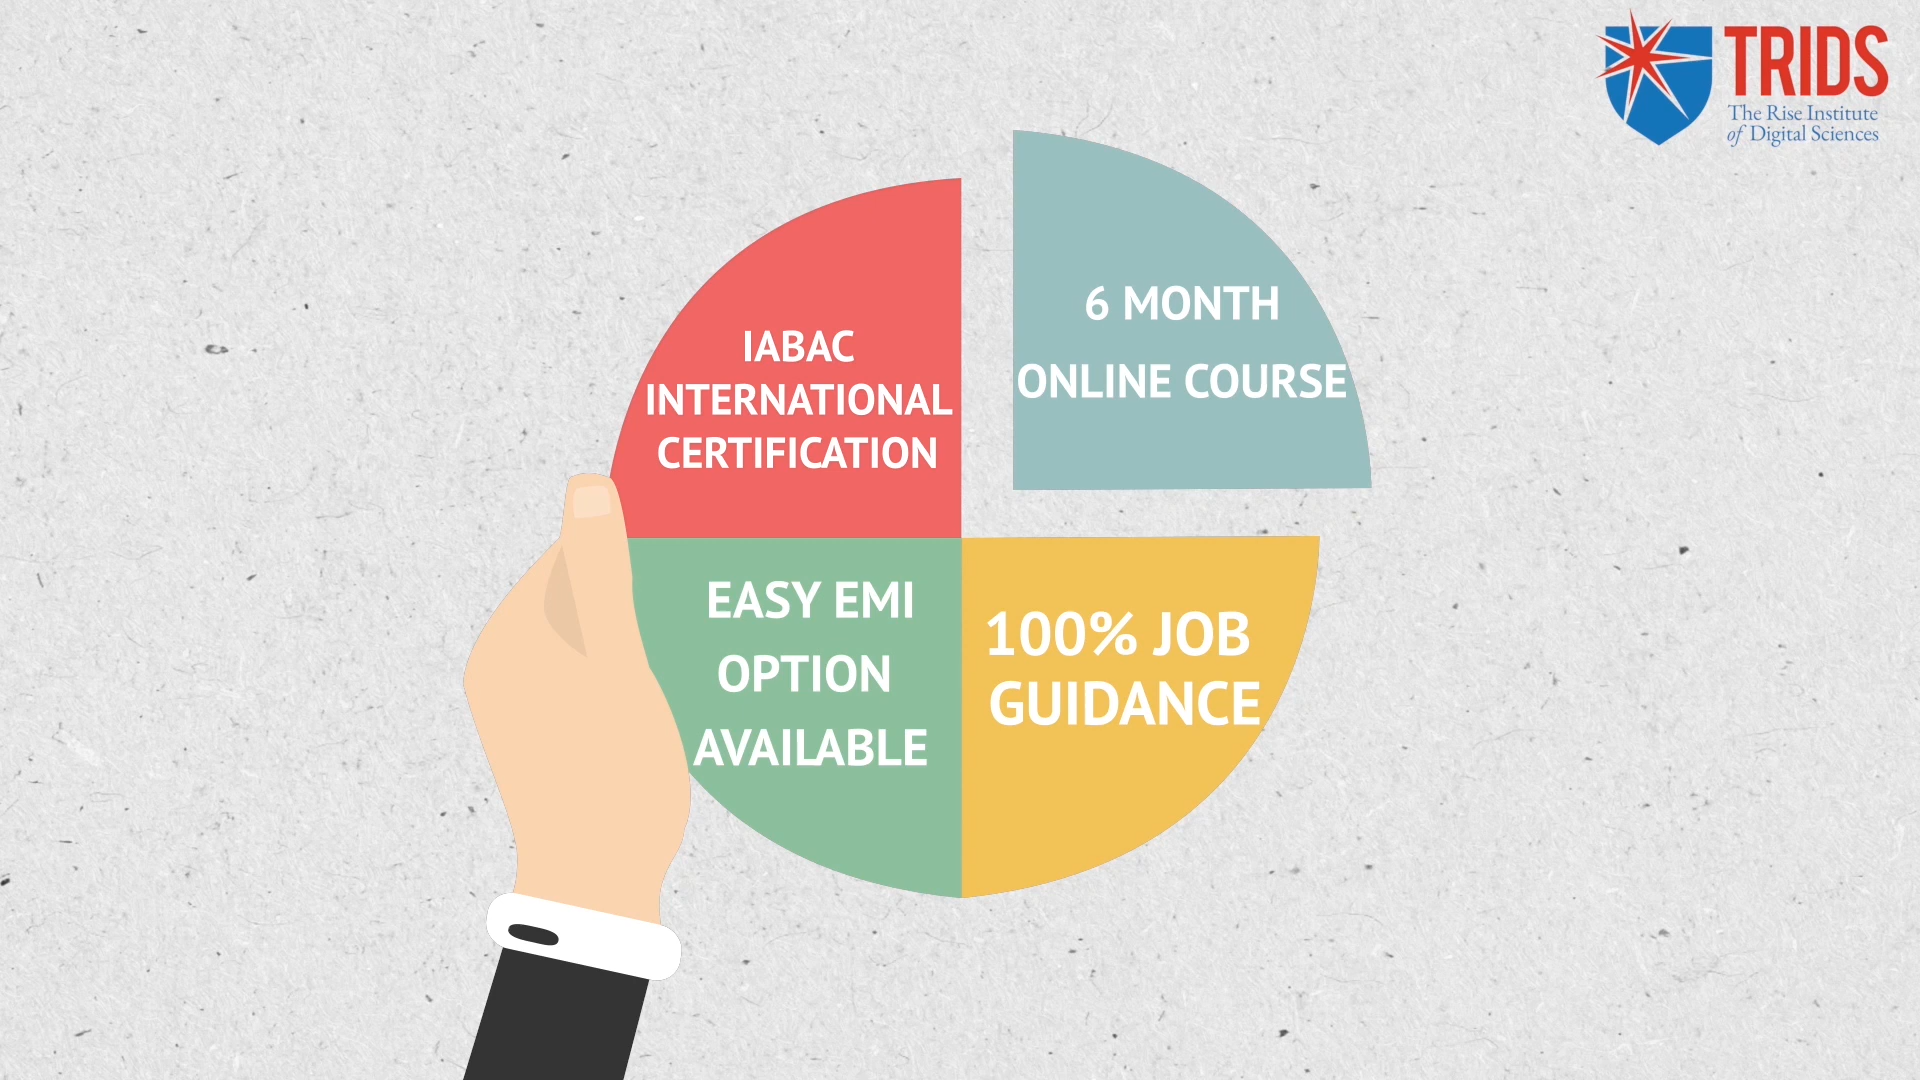 TRIDS
The Rise Institute
of Digital Sciences
6 MONTH
ONLINE COURSE
IABAC
INTERNATIONAL
CERTIFICATION
EASY EMI
OPTION
AVAILABLE
100% JOB
GUIDANCE